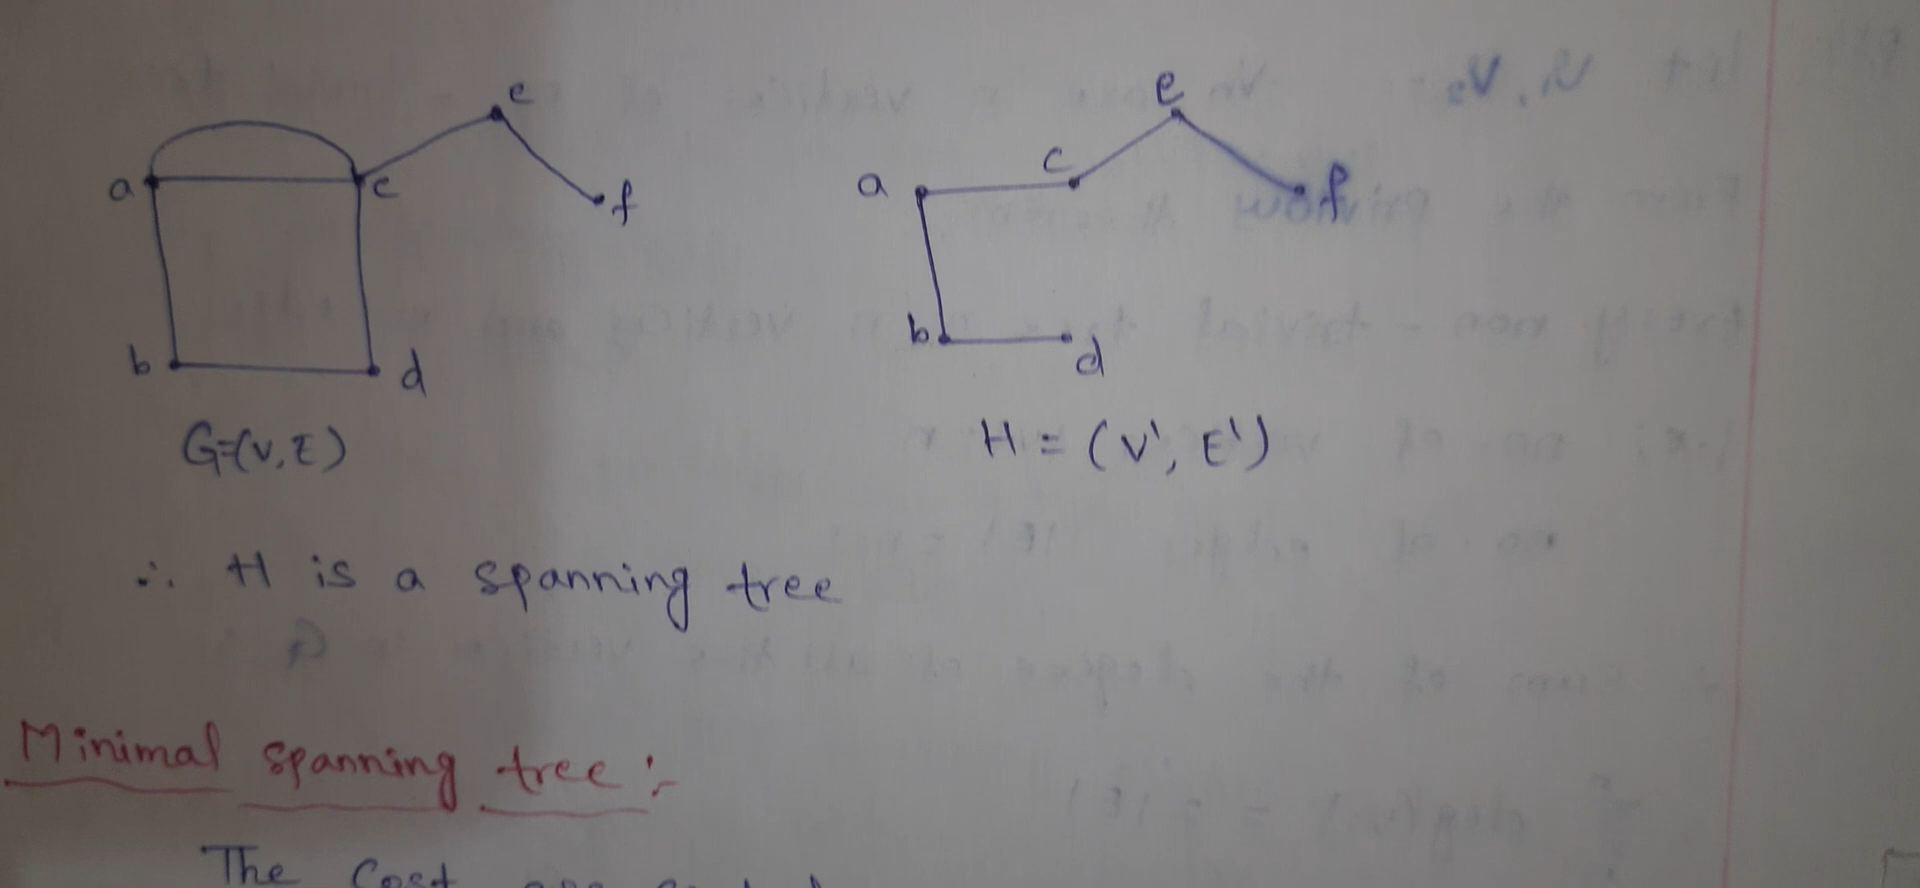 e e
a c f a c f
b d b d
G=(V,E) H = (V', E')
∴ H is a spanning tree
Minimal spanning tree :-
The Cost